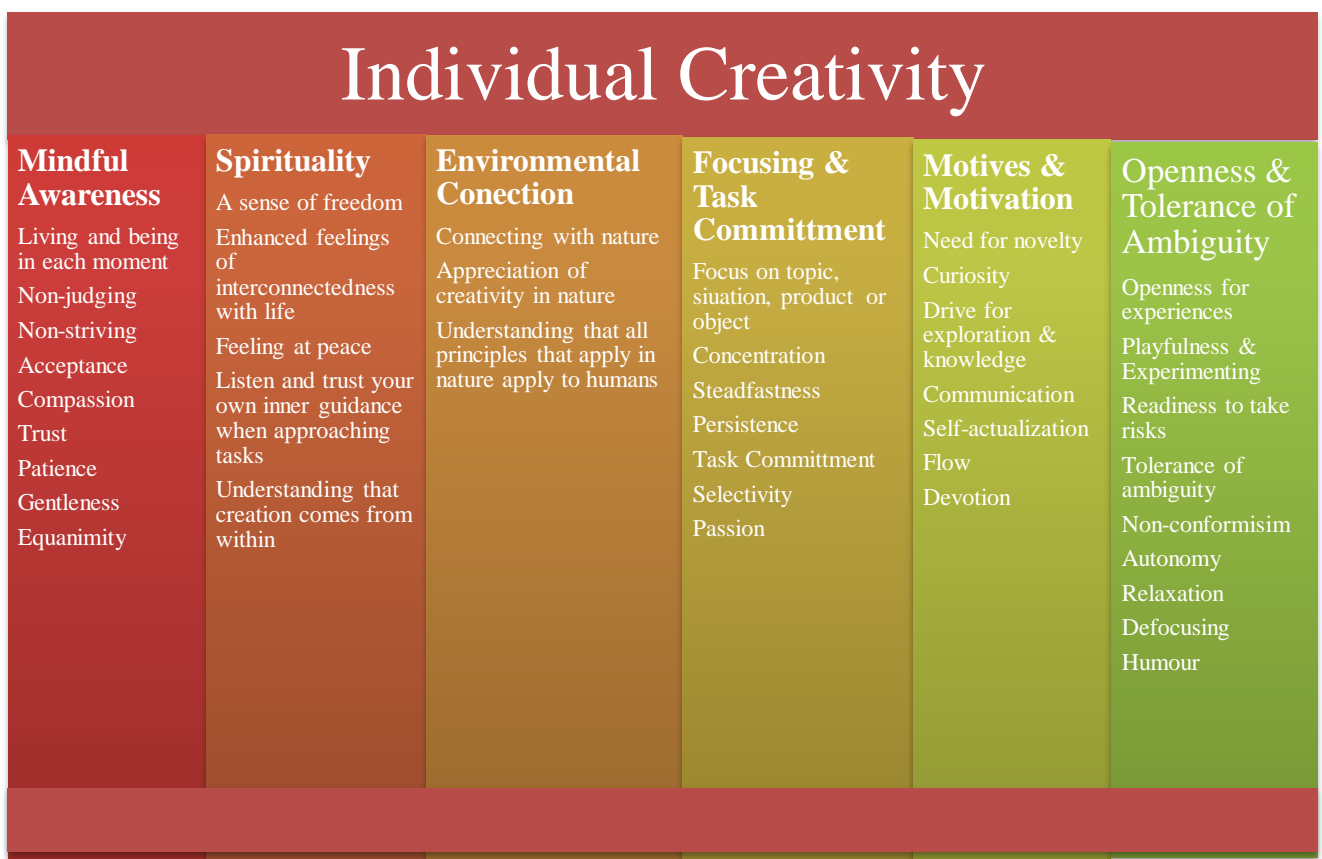 Individual Creativity
Mindful
Awareness
Living and being
in each moment
Non-judging
Non-striving
Acceptance
Compassion
Trust
Patience
Gentleness
Equanimity
Spirituality
A sense of freedom
Enhanced feelings
of
interconnectedness
with life
Feeling at peace
Listen and trust your
own inner guidance
when approaching
tasks
Understanding that
creation comes from
within
Environmental
Conection
Connecting with nature
Appreciation of
creativity in nature
Understanding that all
principles that apply in
nature apply to humans
Focusing &
Task
Committment
Focus on topic,
siuation, product or
object
Concentration
Steadfastness
Persistence
Task Committment
Selectivity
Passion
Motives &
Motivation
Need for novelty
Curiosity
Drive for
exploration &
knowledge
Communication
Self-actualization
Flow
Devotion
Openness &
Tolerance of
Ambiguity
Openness for
experiences
Playfulness &
Experimenting
Readiness to take
risks
Tolerance of
ambiguity
Non-conformisim
Autonomy
Relaxation
Defocusing
Humour